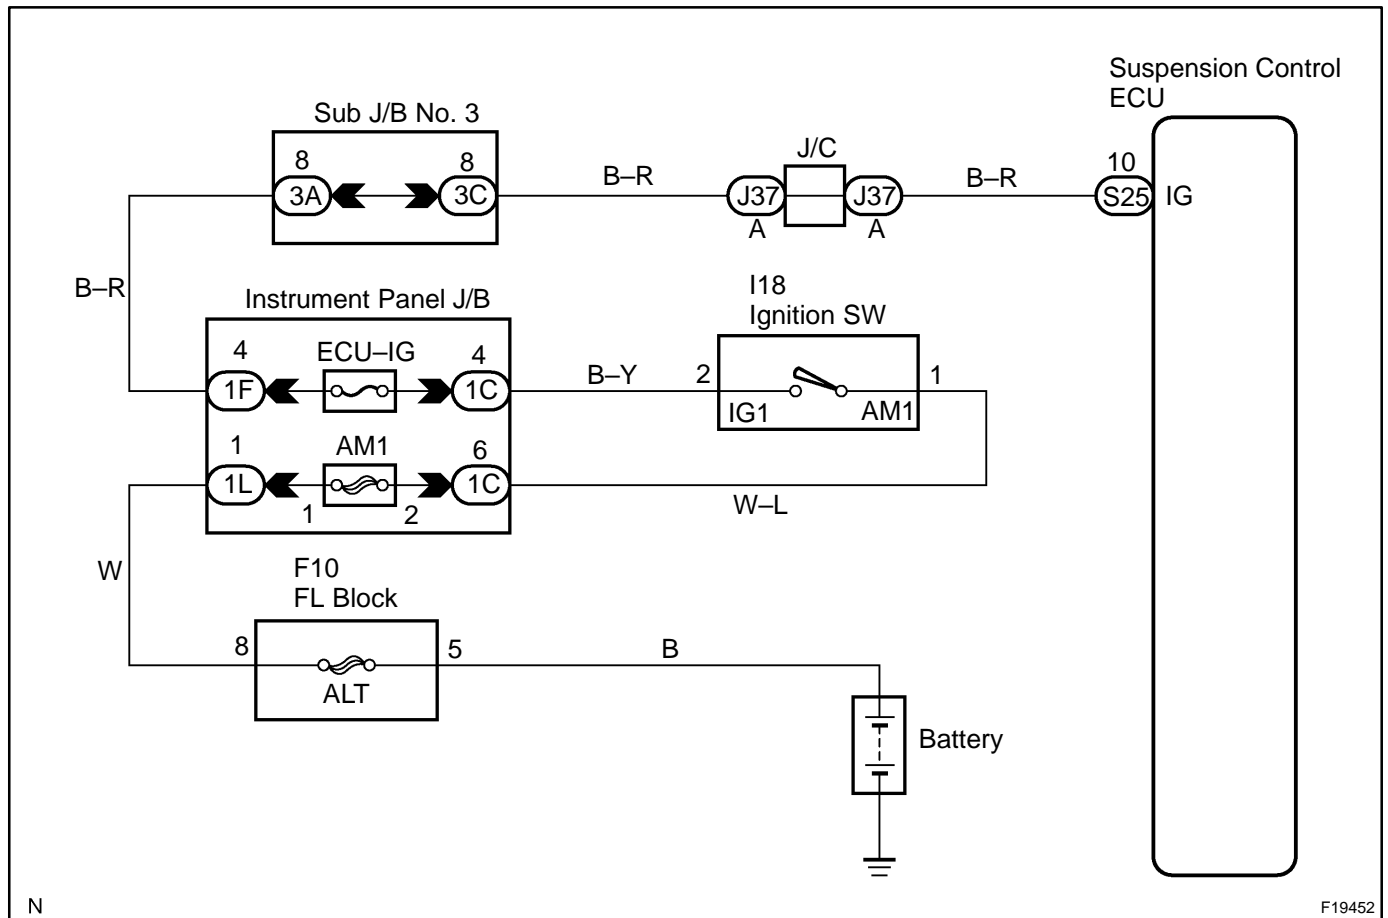 Suspension Control
ECU
Sub J/B No. 3
8
8
J/C
10
3A
3C
B–R
J37
J37
B–R
S25
IG
A
A
B–R
Instrument Panel J/B
I18
Ignition SW
4
ECU–IG
4
1F
1C
B–Y
2
1
IG1
AM1
1
AM1
6
1L
1C
1
2
W–L
W
F10
FL Block
8
5
B
ALT
Battery
N
F19452